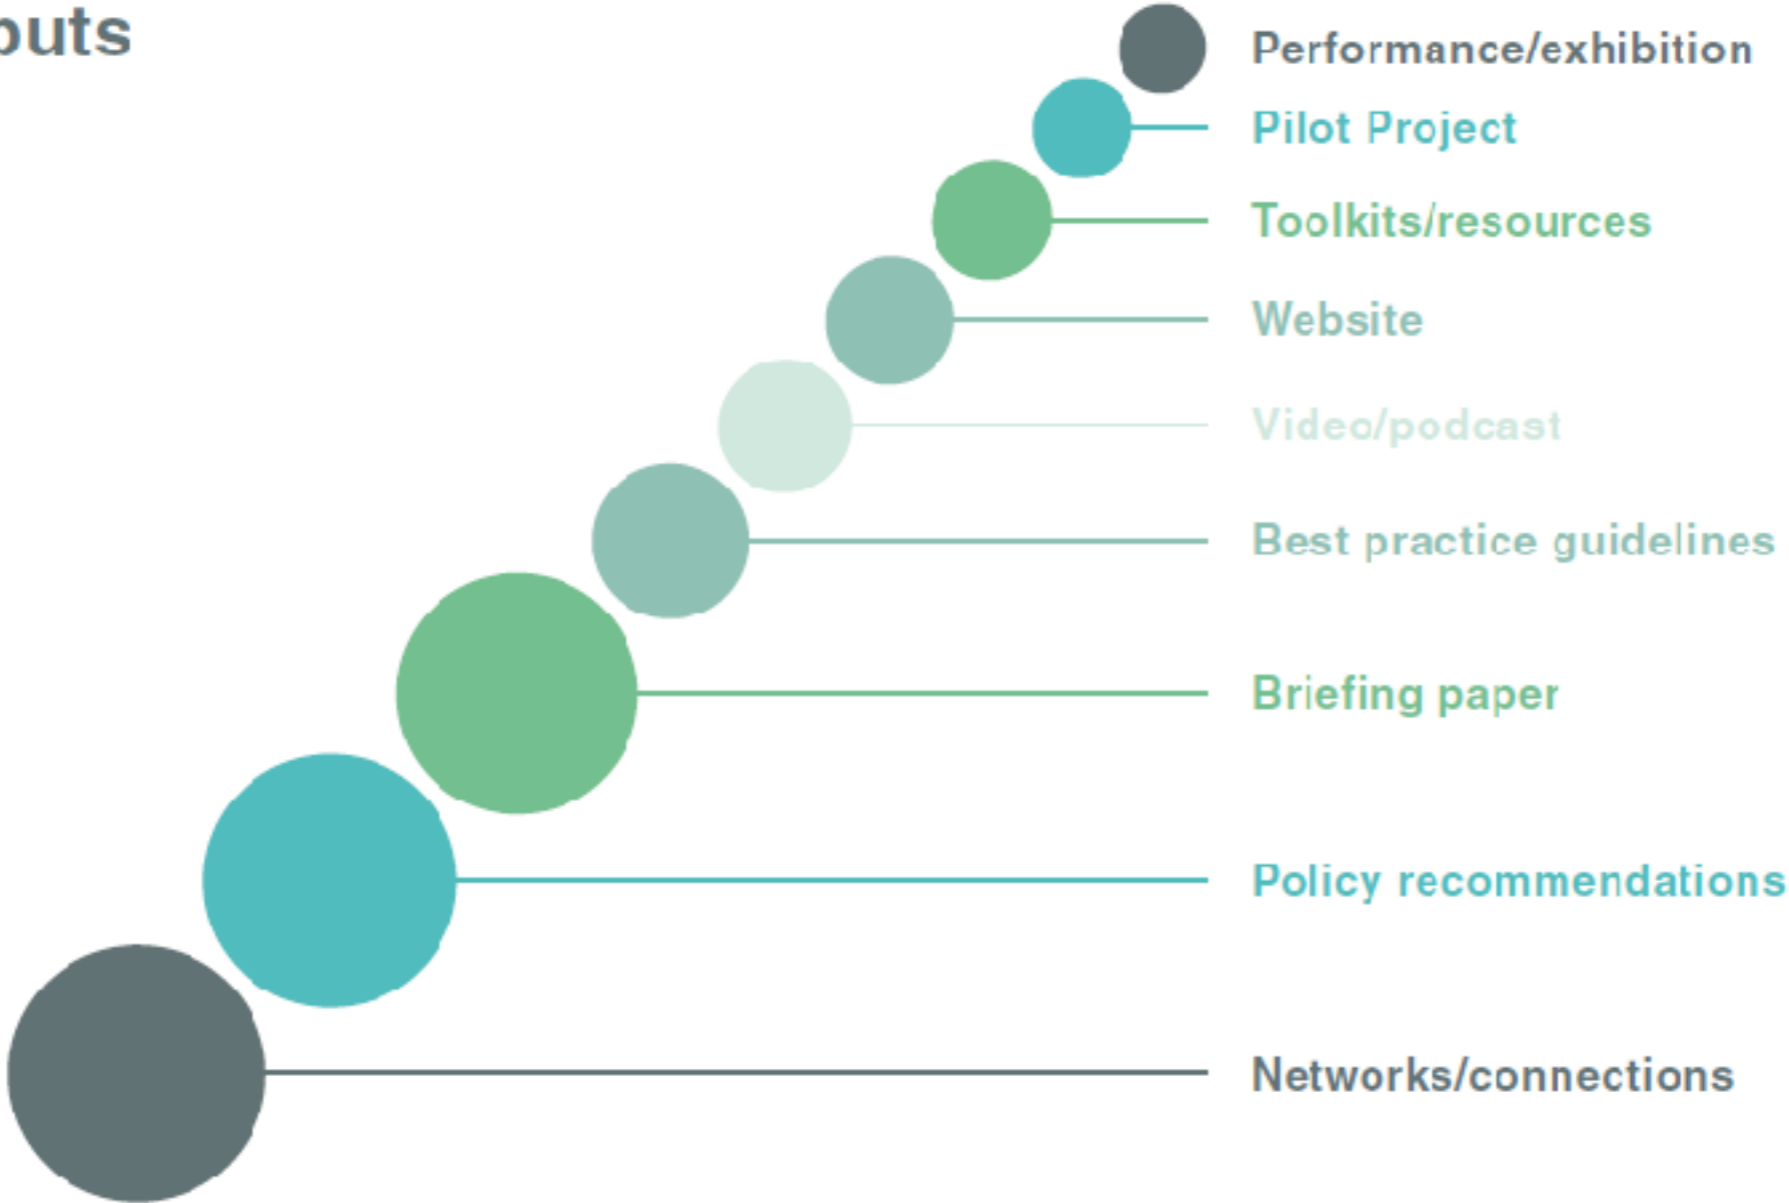 puts
Performance/exhibition
Pilot Project
Toolkits/resources
Website
Video/podcast
Best practice guidelines
Briefing paper
Policy recommendations
Networks/connections